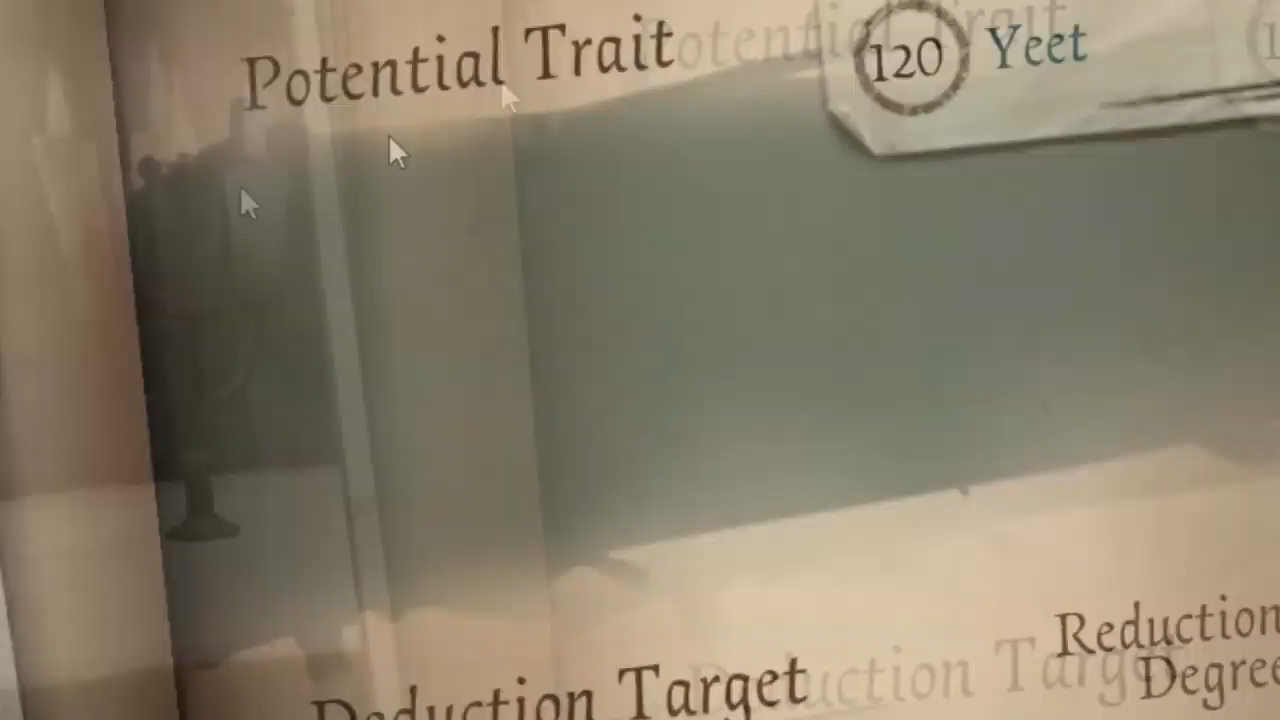 Potential Trait
120 Yeet
Reduction Target
Reduction
Degree